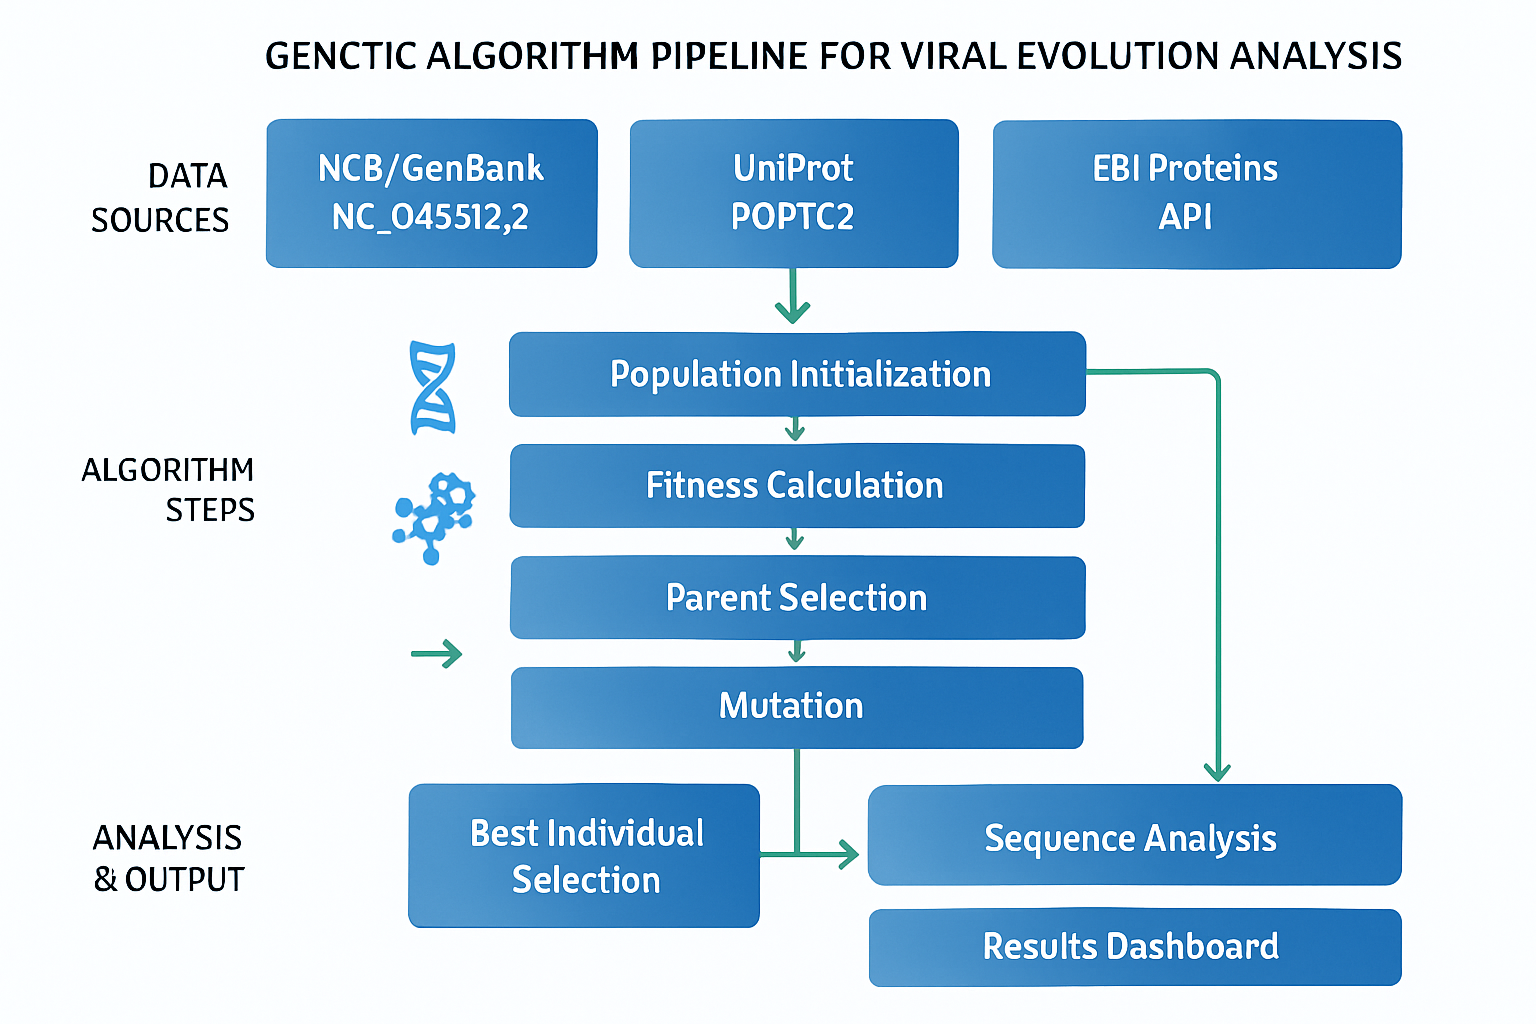 GENCTIC ALGORITHM PIPELINE FOR VIRAL EVOLUTION ANALYSIS
DATA
SOURCES
NCB/GenBank
NC_O45512,2
UniProt
POPTC2
EBI Proteins
API
ALGORITHM
STEPS
Population Initialization
Fitness Calculation
Parent Selection
Mutation
ANALYSIS
& OUTPUT
Best Individual
Selection
Sequence Analysis
Results Dashboard